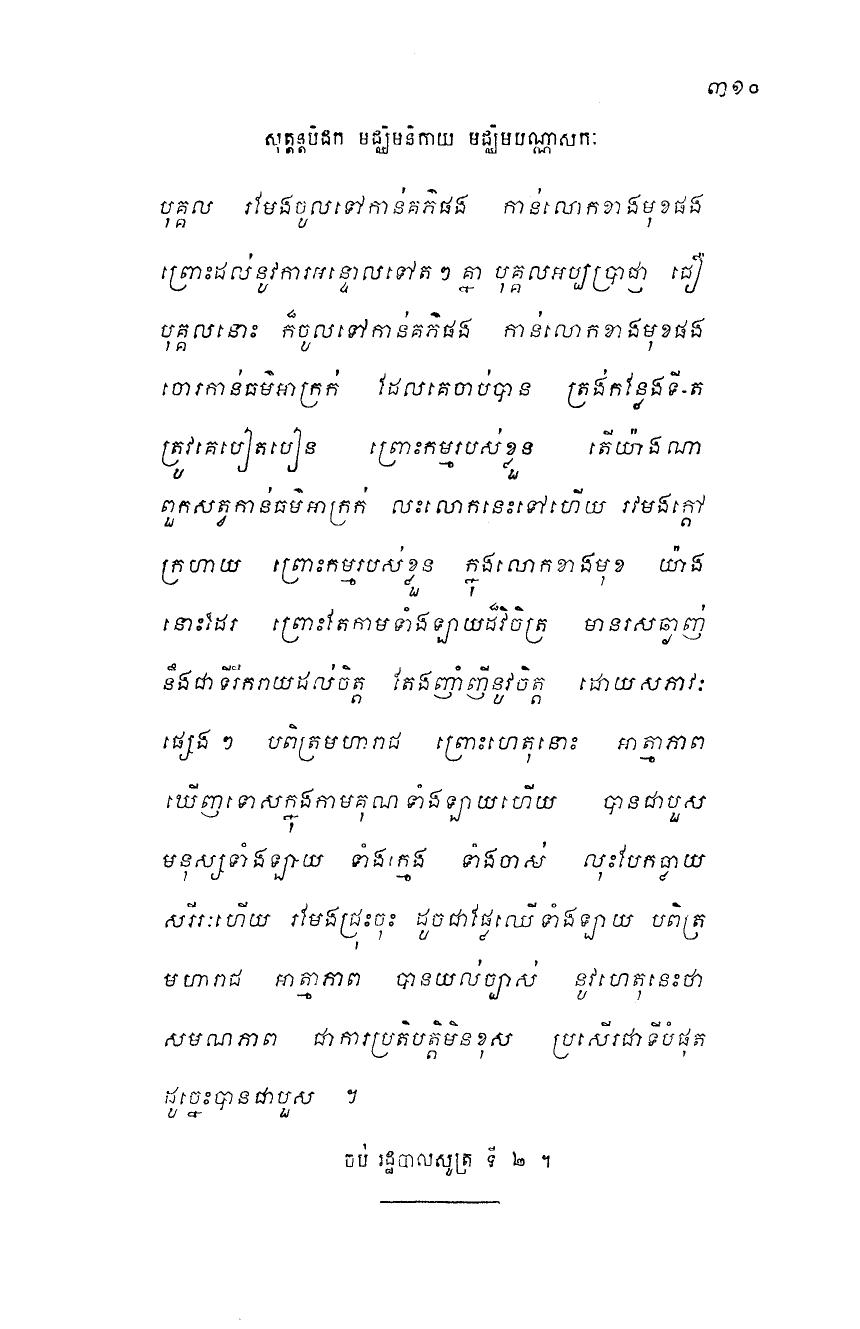 ៣១០
សុត្តន្តបិដក មជ្ឈិមនិកាយ មជ្ឈិមបណ្ណាសកៈ
បុគ្គល រមែងចូលទៅកាន់គភ៌ផង កាន់លោកខាងមុខផង
ព្រោះដល់នូវការអន្ទោលទៅត ៗ គ្នា បុគ្គលអប្បប្រាជ្ញា ជឿ
បុគ្គលនោះ ក៏ចូលទៅកាន់គភ៌ផង កាន់លោកខាងមុខផង
ចោរកាន់ធម៌អាក្រក់ ដែលគេចាប់បាន ត្រង់កន្លែងទី-ត
ត្រូវគេបៀតបៀន ព្រោះកម្មរបស់ខ្លួន តើយ៉ាងណា
ពួកសត្វកាន់ធម៌អាក្រក់ លះលោកនេះទៅហើយ រវមងក្តៅ
ក្រហាយ ព្រោះកម្មរបស់ខ្លួន ក្នុងលោកខាងមុខ យ៉ាង
នោះដែរ ព្រោះតែកាមទាំងឡាយដ៏វិចិត្រ មានរសឆ្ងាញ់
នឹងជាទីរីករាយដល់ចិត្ត តែងញាំញីនូវចិត្ត ដោយសភាវៈ
ផ្សេង ៗ បពិត្រមហារាជ ព្រោះហេតុនោះ អាត្មាភាព
ឃើញទោសក្នុងកាមគុណទាំងឡាយហើយ បានជាបួស
មនុស្សទាំងឡាយ ទាំងក្មេង ទាំងចាស់ លុះបែកធ្លាយ
សរីរៈហើយ រមែងជ្រុះចុះ ដូចជាផ្លែឈើទាំងឡាយ បពិត្រ
មហារាជ អាត្មាភាព បានយល់ច្បាស់ នូវហេតុនេះថា
សមណភាព ជាការប្រតិបត្តិមិនខុស ប្រសើរជាទីបំផុត
ដូច្នេះបានជាបួស ។
ចប់ រដ្ឋបាលសូត្រ ទី ២ ។